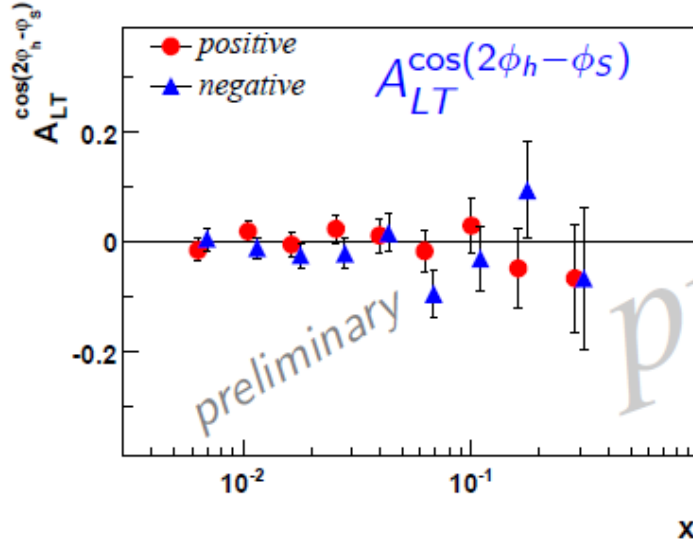 A_LT^cos(2φ_h-φ_s)
positive
negative
A_LT^cos(2φ_h−φ_S)
0.2
0
-0.2
preliminary
10^-2
10^-1
x